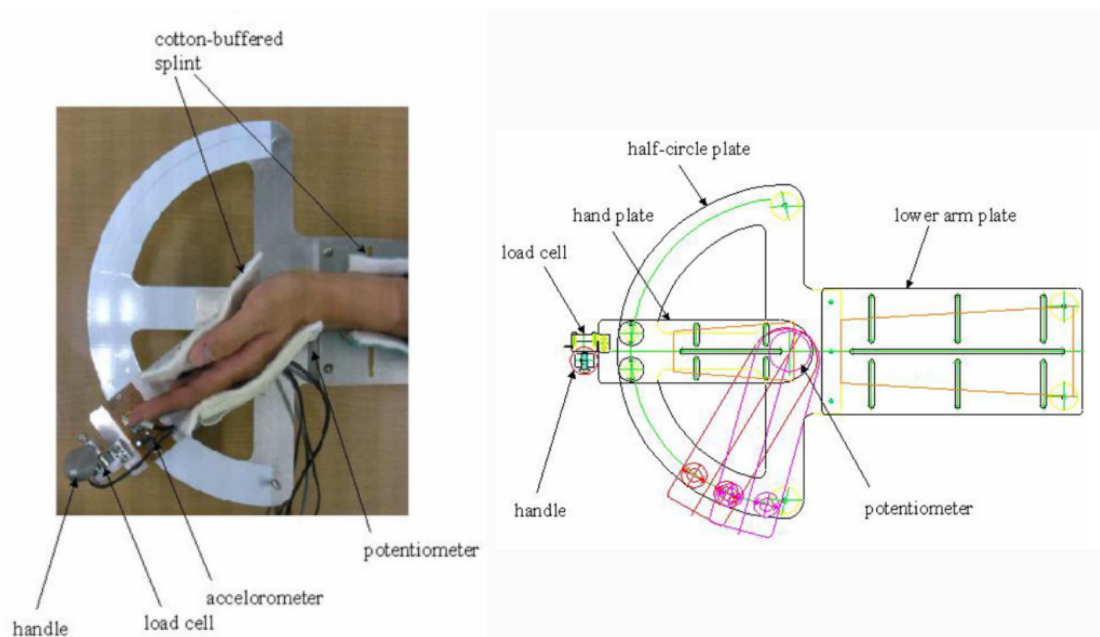 cotton-buffered
splint
half-circle plate
hand plate
lower arm plate
load cell
handle
potentiometer
potentiometer
accelorometer
load cell
handle